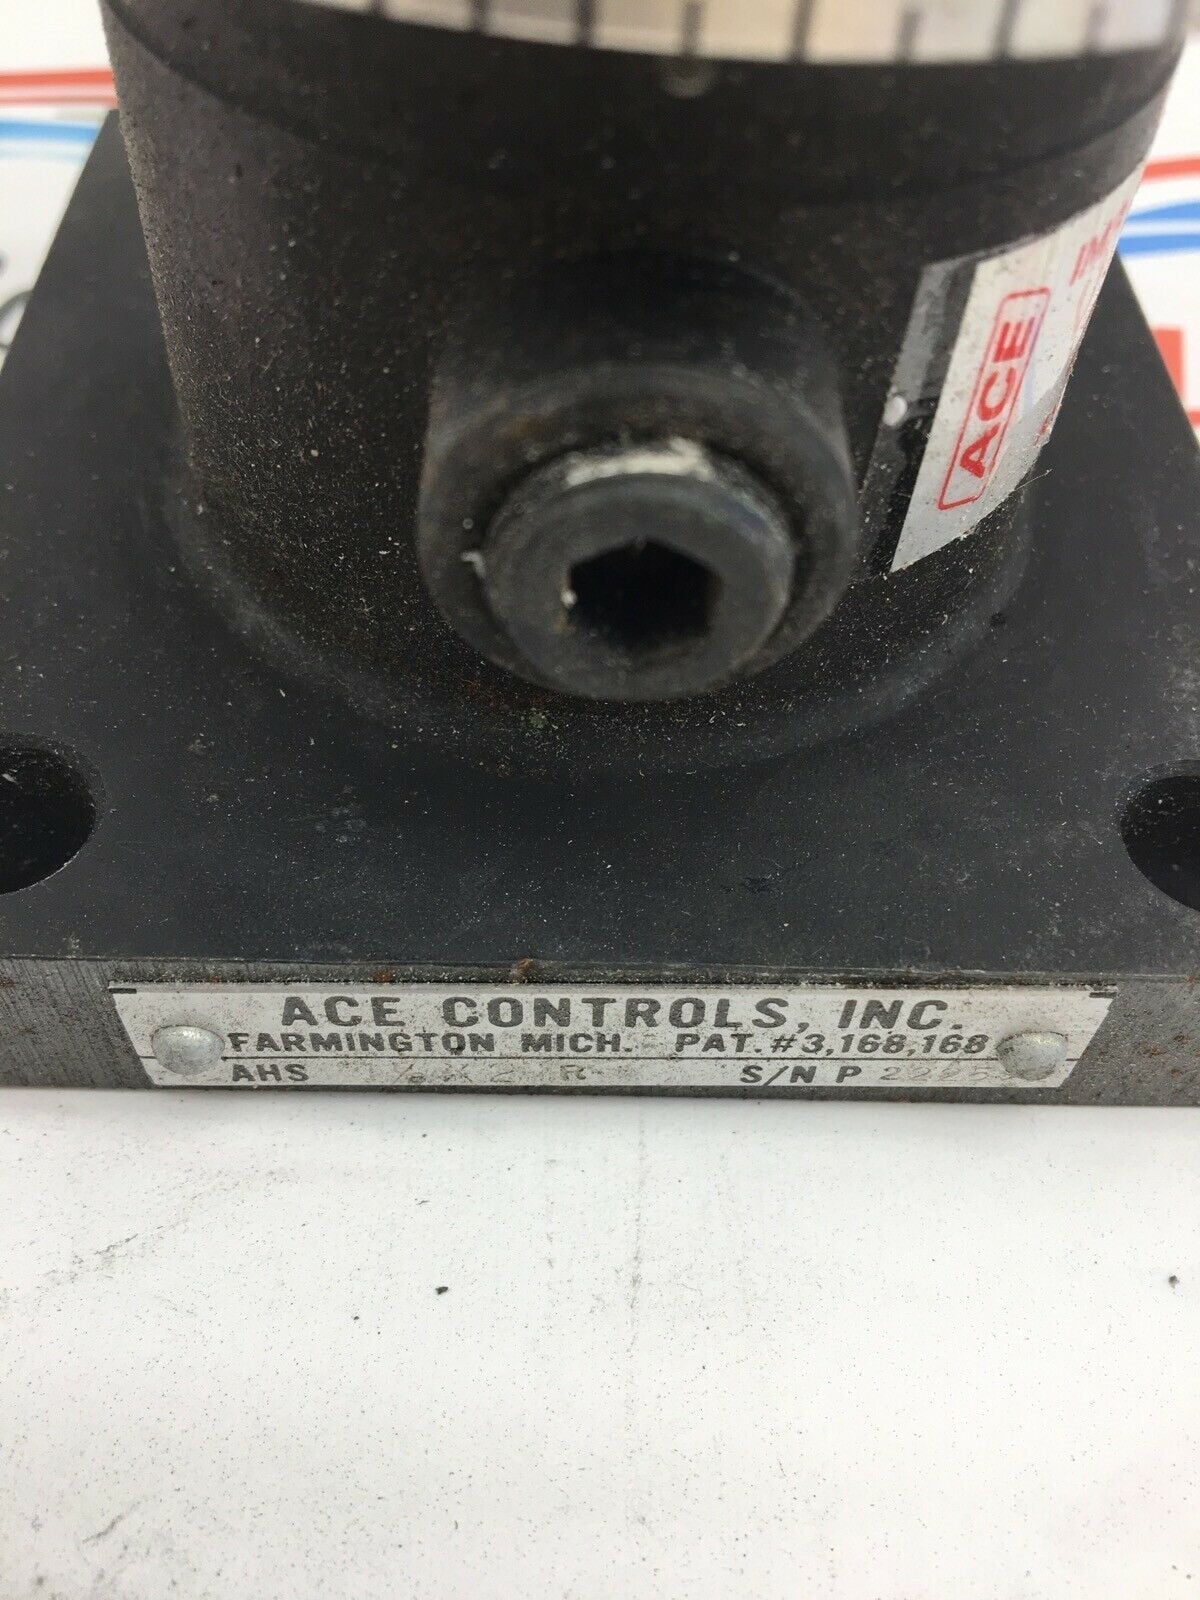 ACE
ACE CONTROLS, INC.
FARMINGTON MICH. PAT.#3,168,168
AHS R S/N P